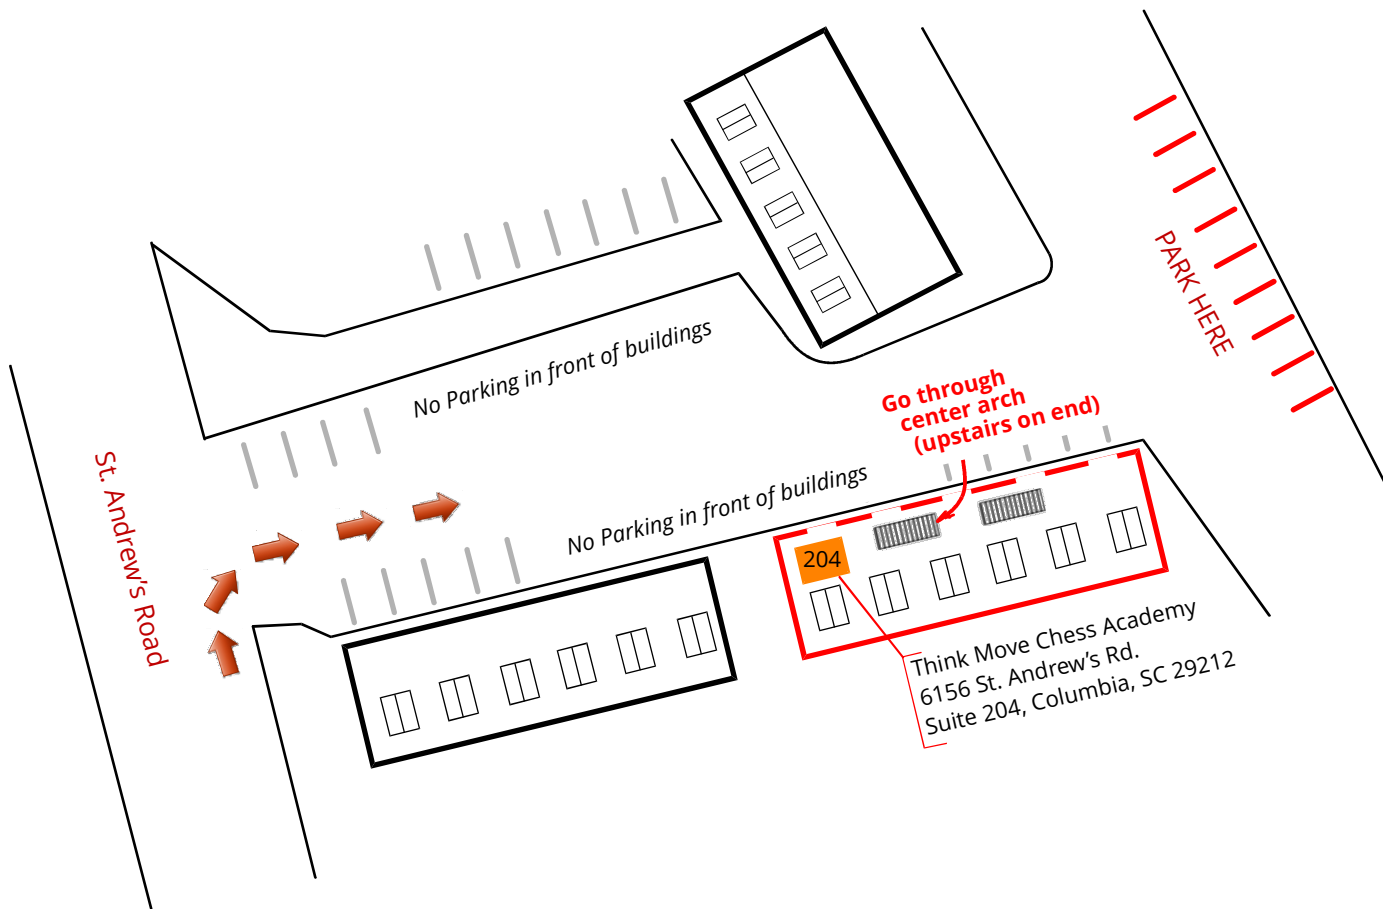 PARK HERE
No Parking in front of buildings
Go through
center arch
(upstairs on end)
St. Andrew's Road
No Parking in front of buildings
204
Think Move Chess Academy
6156 St. Andrew's Rd.
Suite 204, Columbia, SC 29212